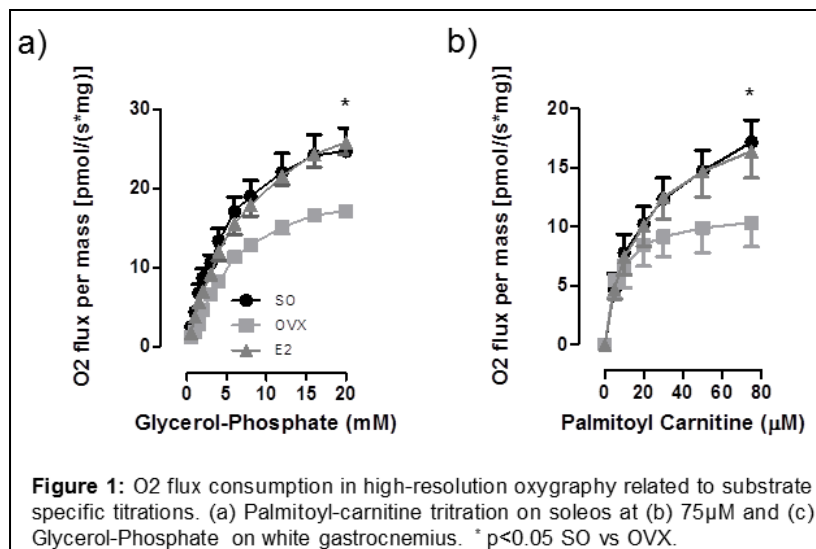 a)
O2 flux per mass [pmol/(s*mg)]
30
20
10
0
*
SO
OVX
E2
0 5 10 15 20
Glycerol-Phosphate (mM)
b)
O2 flux per mass [pmol/(s*mg)]
20
15
10
5
0
*
0 20 40 60 80
Palmitoyl Carnitine (μM)
Figure 1: O2 flux consumption in high-resolution oxygraphy related to substrate
specific titrations. (a) Palmitoyl-carnitine tritration on soleos at (b) 75μM and (c)
Glycerol-Phosphate on white gastrocnemius. * p<0.05 SO vs OVX.